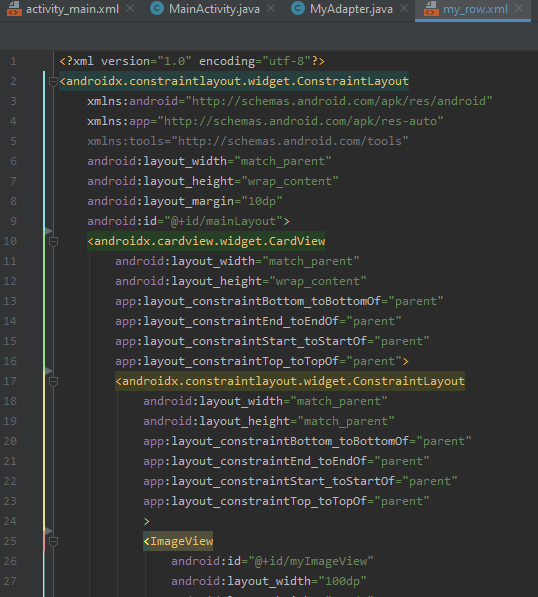 activity_main.xml × MainActivity.java × MyAdapter.java × my_row.xml ×
1 <?xml version="1.0" encoding="utf-8"?>
2 <androidx.constraintlayout.widget.ConstraintLayout
3 xmlns:android="http://schemas.android.com/apk/res/android"
4 xmlns:app="http://schemas.android.com/apk/res-auto"
5 xmlns:tools="http://schemas.android.com/tools"
6 android:layout_width="match_parent"
7 android:layout_height="wrap_content"
8 android:layout_margin="10dp"
9 android:id="@+id/mainLayout">
10 <androidx.cardview.widget.CardView
11 android:layout_width="match_parent"
12 android:layout_height="wrap_content"
13 app:layout_constraintBottom_toBottomOf="parent"
14 app:layout_constraintEnd_toEndOf="parent"
15 app:layout_constraintStart_toStartOf="parent"
16 app:layout_constraintTop_toTopOf="parent">
17 <androidx.constraintlayout.widget.ConstraintLayout
18 android:layout_width="match_parent"
19 android:layout_height="match_parent"
20 app:layout_constraintBottom_toBottomOf="parent"
21 app:layout_constraintEnd_toEndOf="parent"
22 app:layout_constraintStart_toStartOf="parent"
23 app:layout_constraintTop_toTopOf="parent"
24 >
25 <ImageView
26 android:id="@+id/myImageView"
27 android:layout_width="100dp"